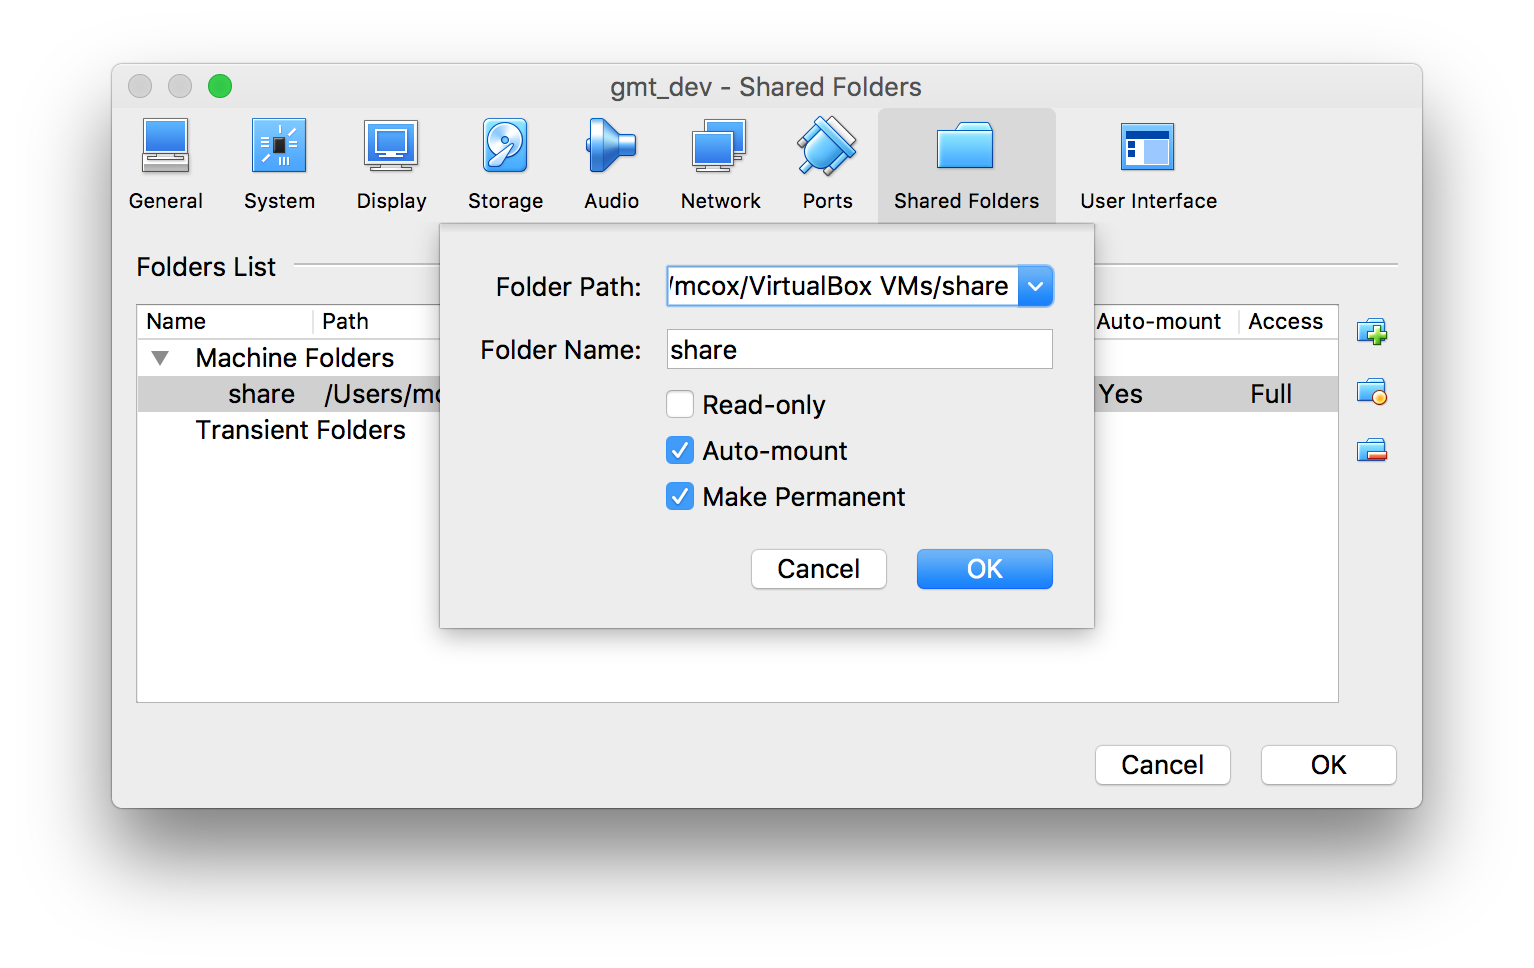 gmt_dev - Shared Folders
General System Display Storage Audio Network Ports Shared Folders User Interface
Folders List
Folder Path: /mcox/VirtualBox VMs/share
Name Path Auto-mount Access
Folder Name: share
Machine Folders
share /Users/mc Yes Full
Read-only
Transient Folders
Auto-mount
Make Permanent
Cancel OK
Cancel OK